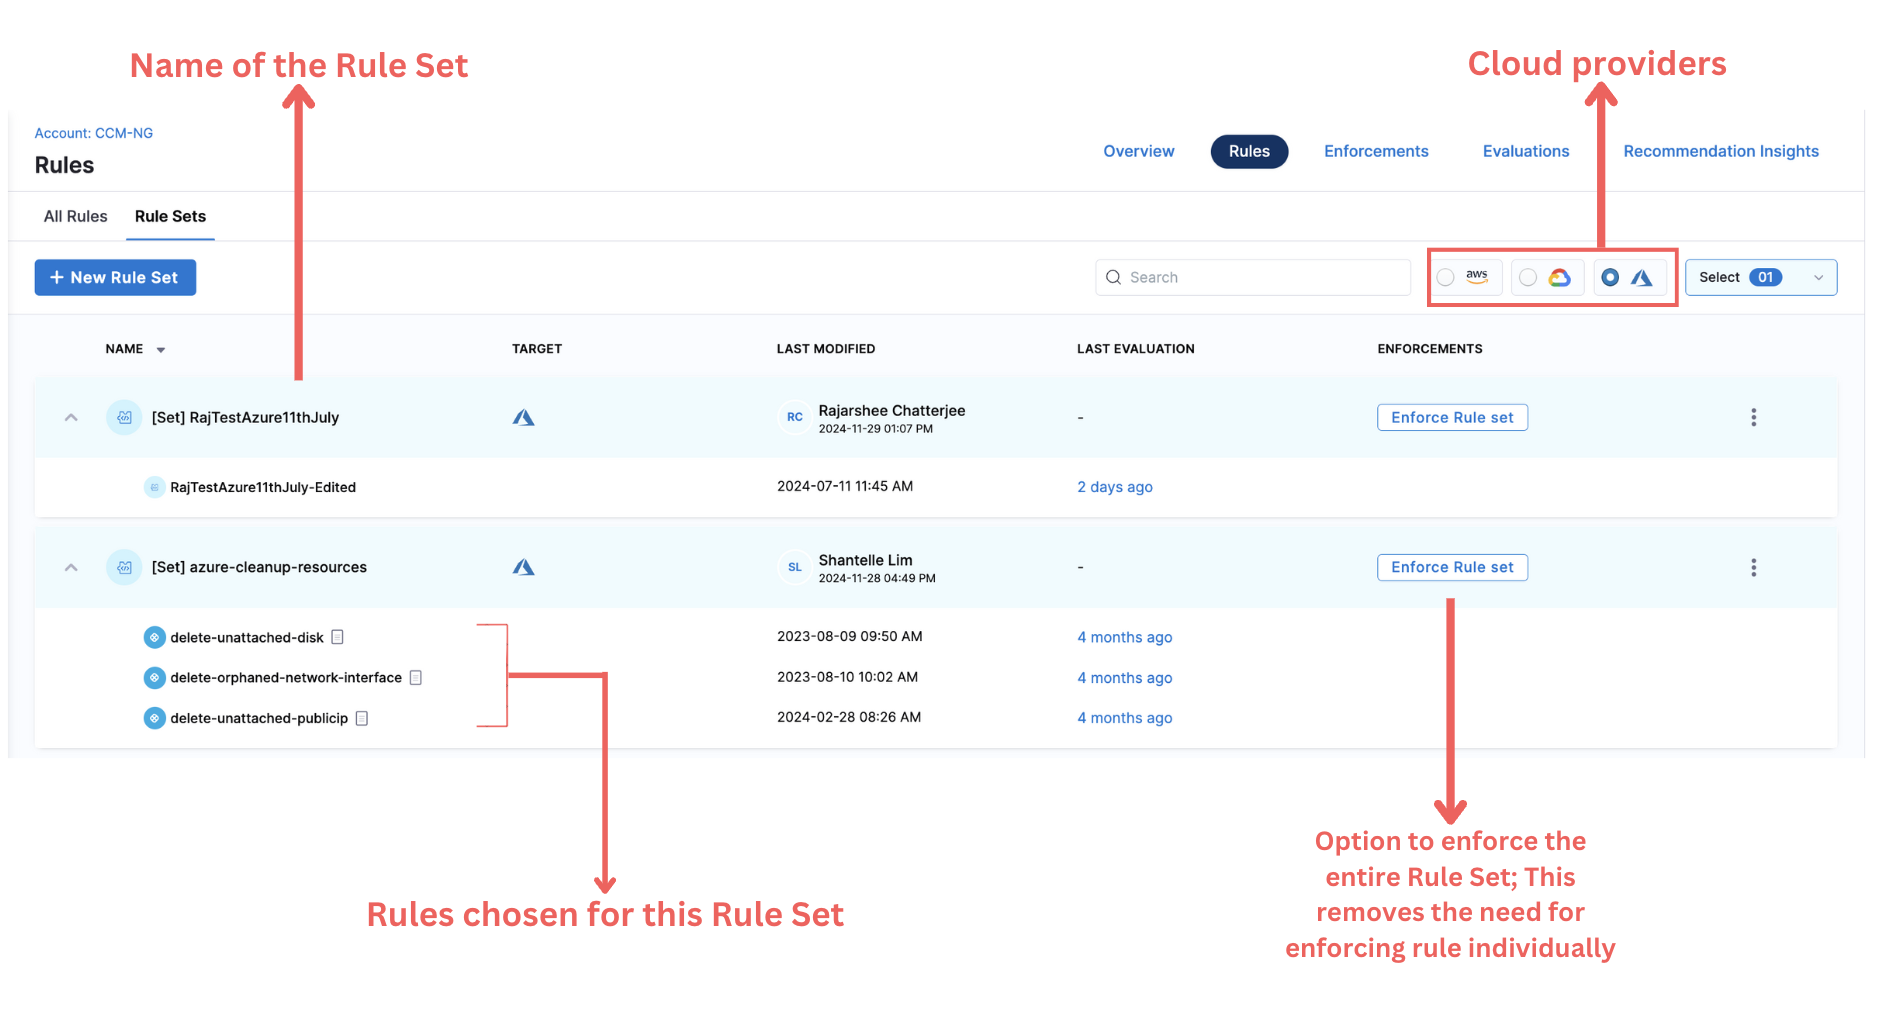 Name of the Rule Set
Cloud providers
Account: CCM-NG
Rules
Overview
Rules
Enforcements
Evaluations
Recommendation Insights
All Rules
Rule Sets
+ New Rule Set
Search
aws
Select 01
NAME
TARGET
LAST MODIFIED
LAST EVALUATION
ENFORCEMENTS
[Set] RajTestAzure11thJuly
RC
Rajarshee Chatterjee
2024-11-29 01:07 PM
-
Enforce Rule set
RajTestAzure11thJuly-Edited
2024-07-11 11:45 AM
2 days ago
[Set] azure-cleanup-resources
SL
Shantelle Lim
2024-11-28 04:49 PM
-
Enforce Rule set
delete-unattached-disk
2023-08-09 09:50 AM
4 months ago
delete-orphaned-network-interface
2023-08-10 10:02 AM
4 months ago
delete-unattached-publicip
2024-02-28 08:26 AM
4 months ago
Rules chosen for this Rule Set
Option to enforce the
entire Rule Set; This
removes the need for
enforcing rule individually